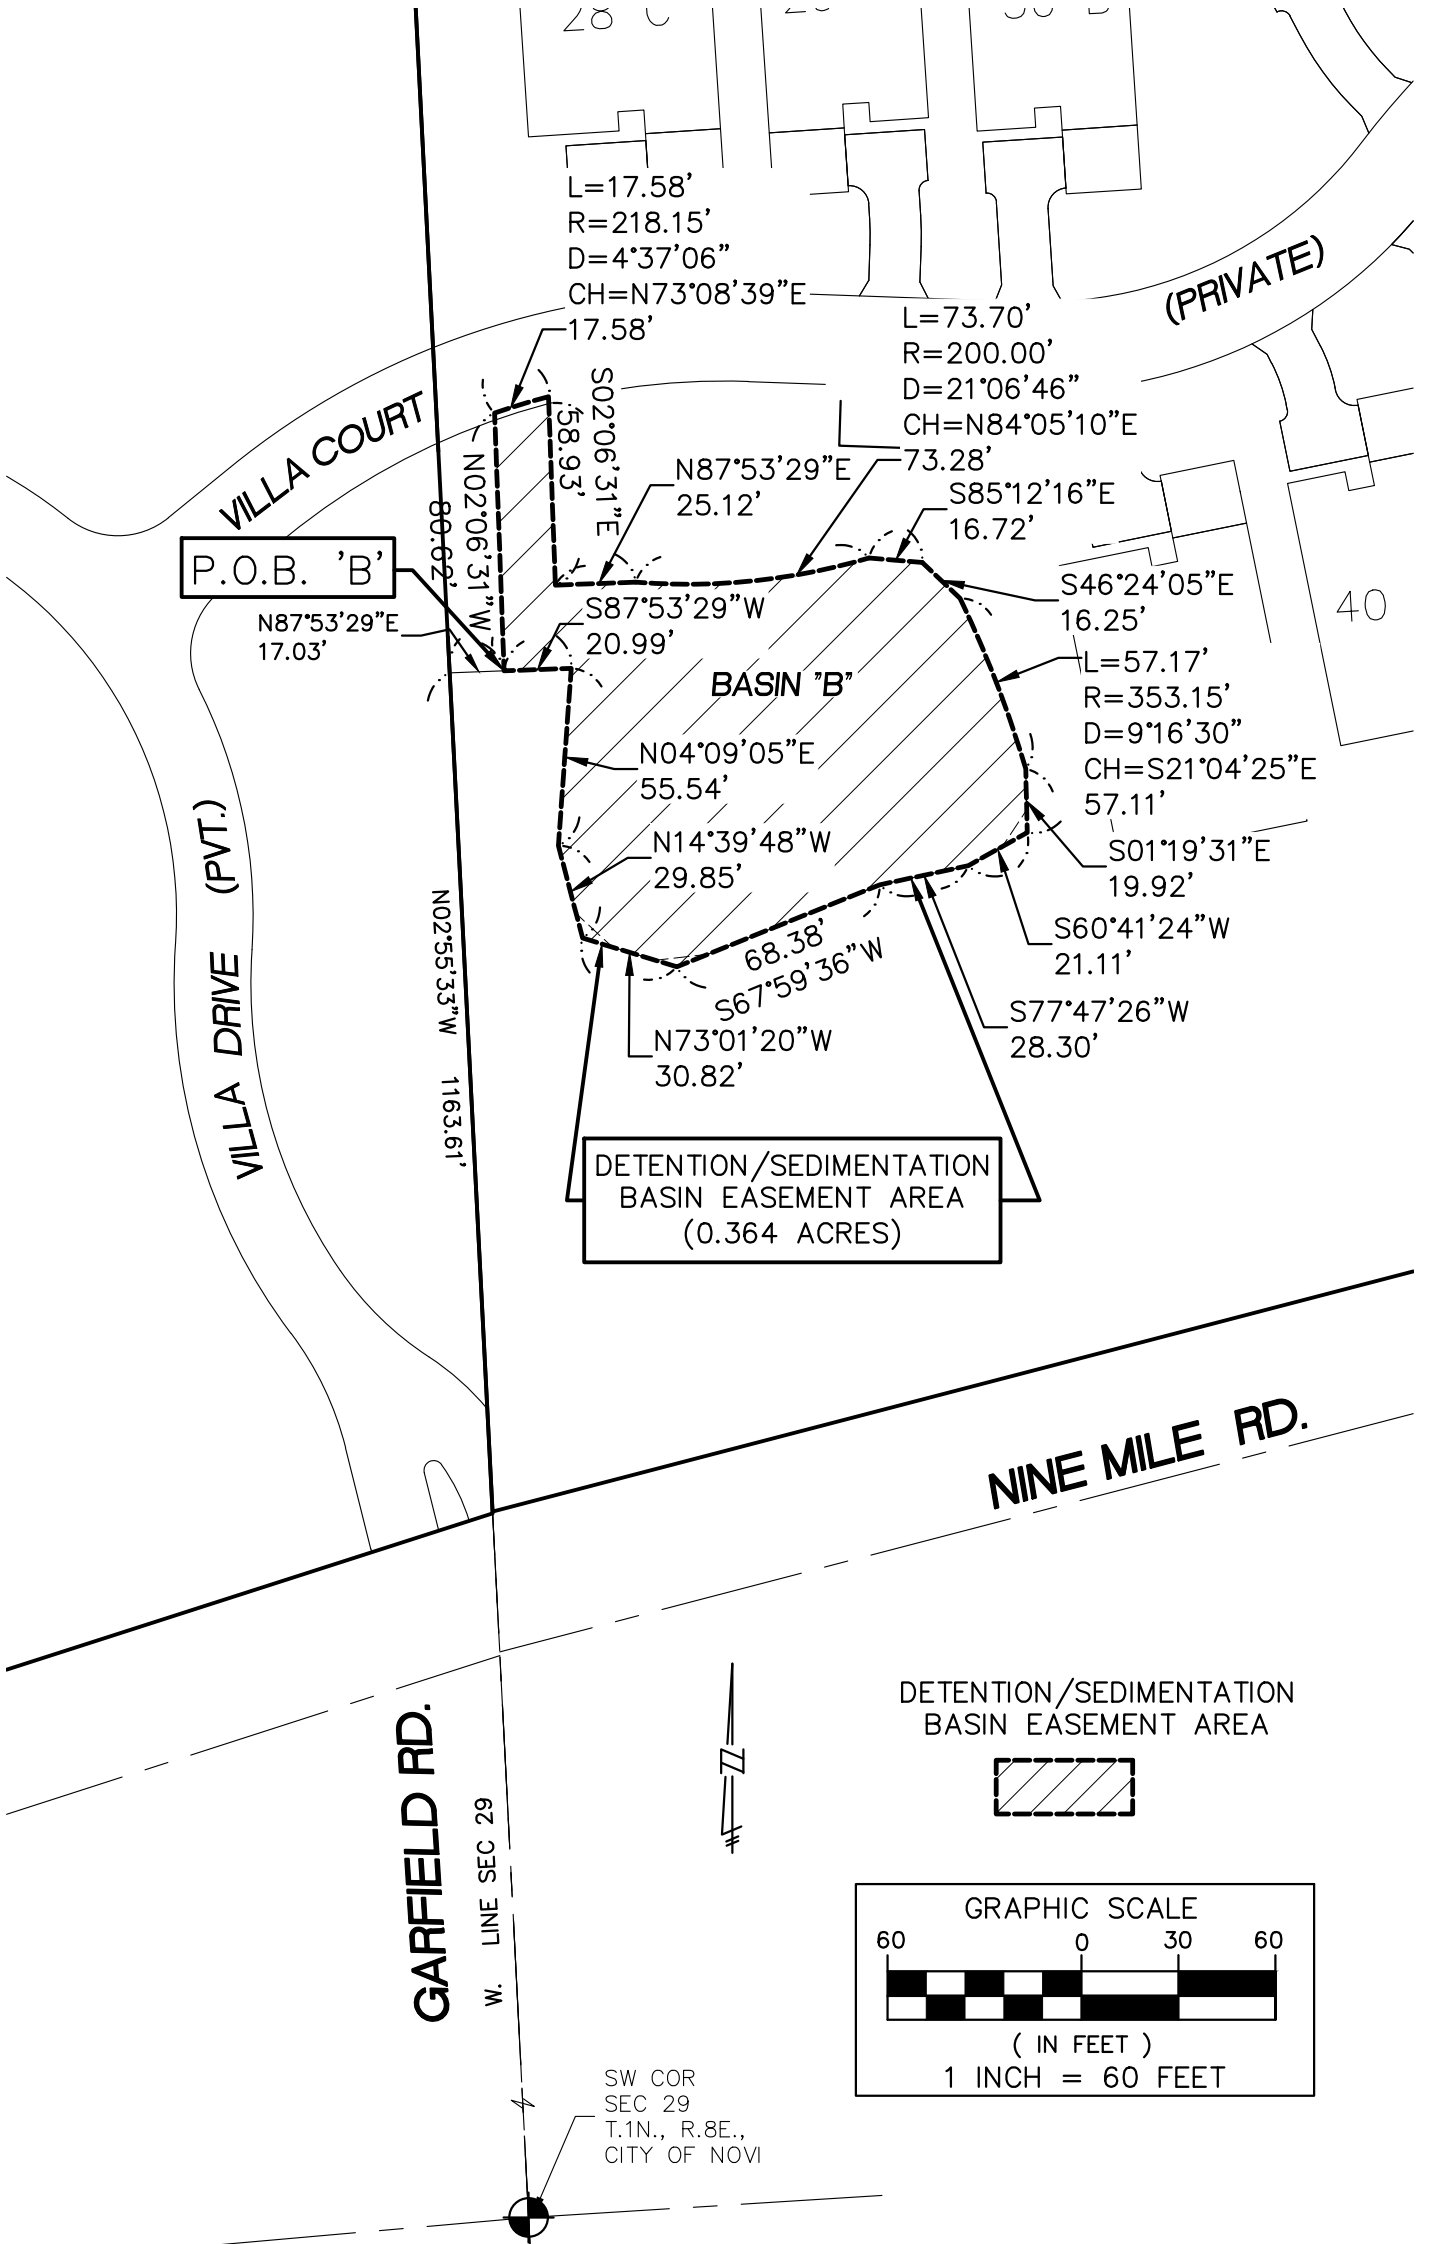 28 C
L=17.58'
R=218.15'
D=4°37'06"
CH=N73°08'39"E
17.58'
(PRIVATE)
L=73.70'
R=200.00'
D=21°06'46"
CH=N84°05'10"E
73.28'
VILLA COURT
S02°06'31"E
58.93'
N02°06'31"W
80.62'
N87°53'29"E
25.12'
S85°12'16"E
16.72'
P.O.B. 'B'
N87°53'29"E
17.03'
S87°53'29"W
20.99'
S46°24'05"E
16.25'
40
BASIN "B"
L=57.17'
R=353.15'
D=9°16'30"
CH=S21°04'25"E
57.11'
N04°09'05"E
55.54'
N14°39'48"W
29.85'
S01°19'31"E
19.92'
S60°41'24"W
21.11'
68.38'
S67°59'36"W
S77°47'26"W
28.30'
N73°01'20"W
30.82'
VILLA DRIVE (PVT.)
N02°55'33"W 1163.61'
DETENTION/SEDIMENTATION
BASIN EASEMENT AREA
(0.364 ACRES)
NINE MILE RD.
GARFIELD RD.
W. LINE SEC 29
DETENTION/SEDIMENTATION
BASIN EASEMENT AREA
GRAPHIC SCALE
60 0 30 60
( IN FEET )
1 INCH = 60 FEET
SW COR
SEC 29
T.1N., R.8E.,
CITY OF NOVI